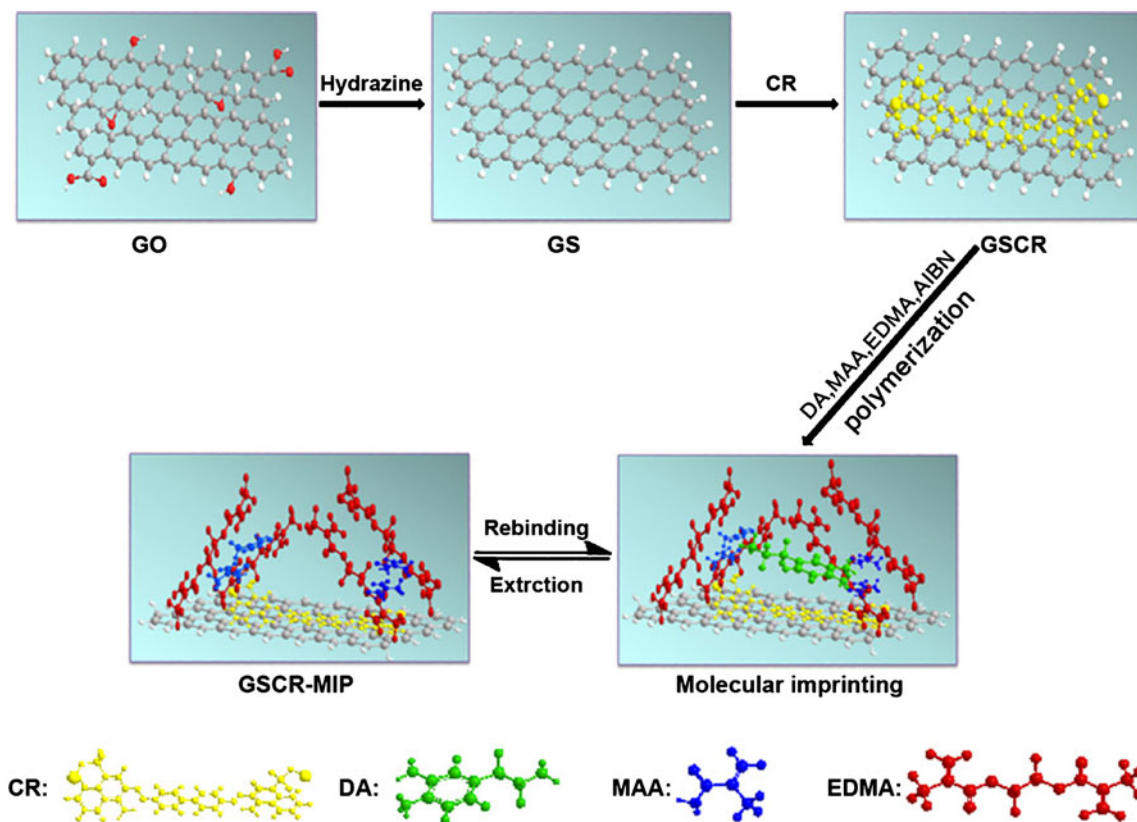 Hydrazine
CR
GO
GS
GSCR
DA,MAA,EDMA,AIBN
polymerization
Rebinding
Extrction
GSCR-MIP
Molecular imprinting
CR:
DA:
MAA:
EDMA: